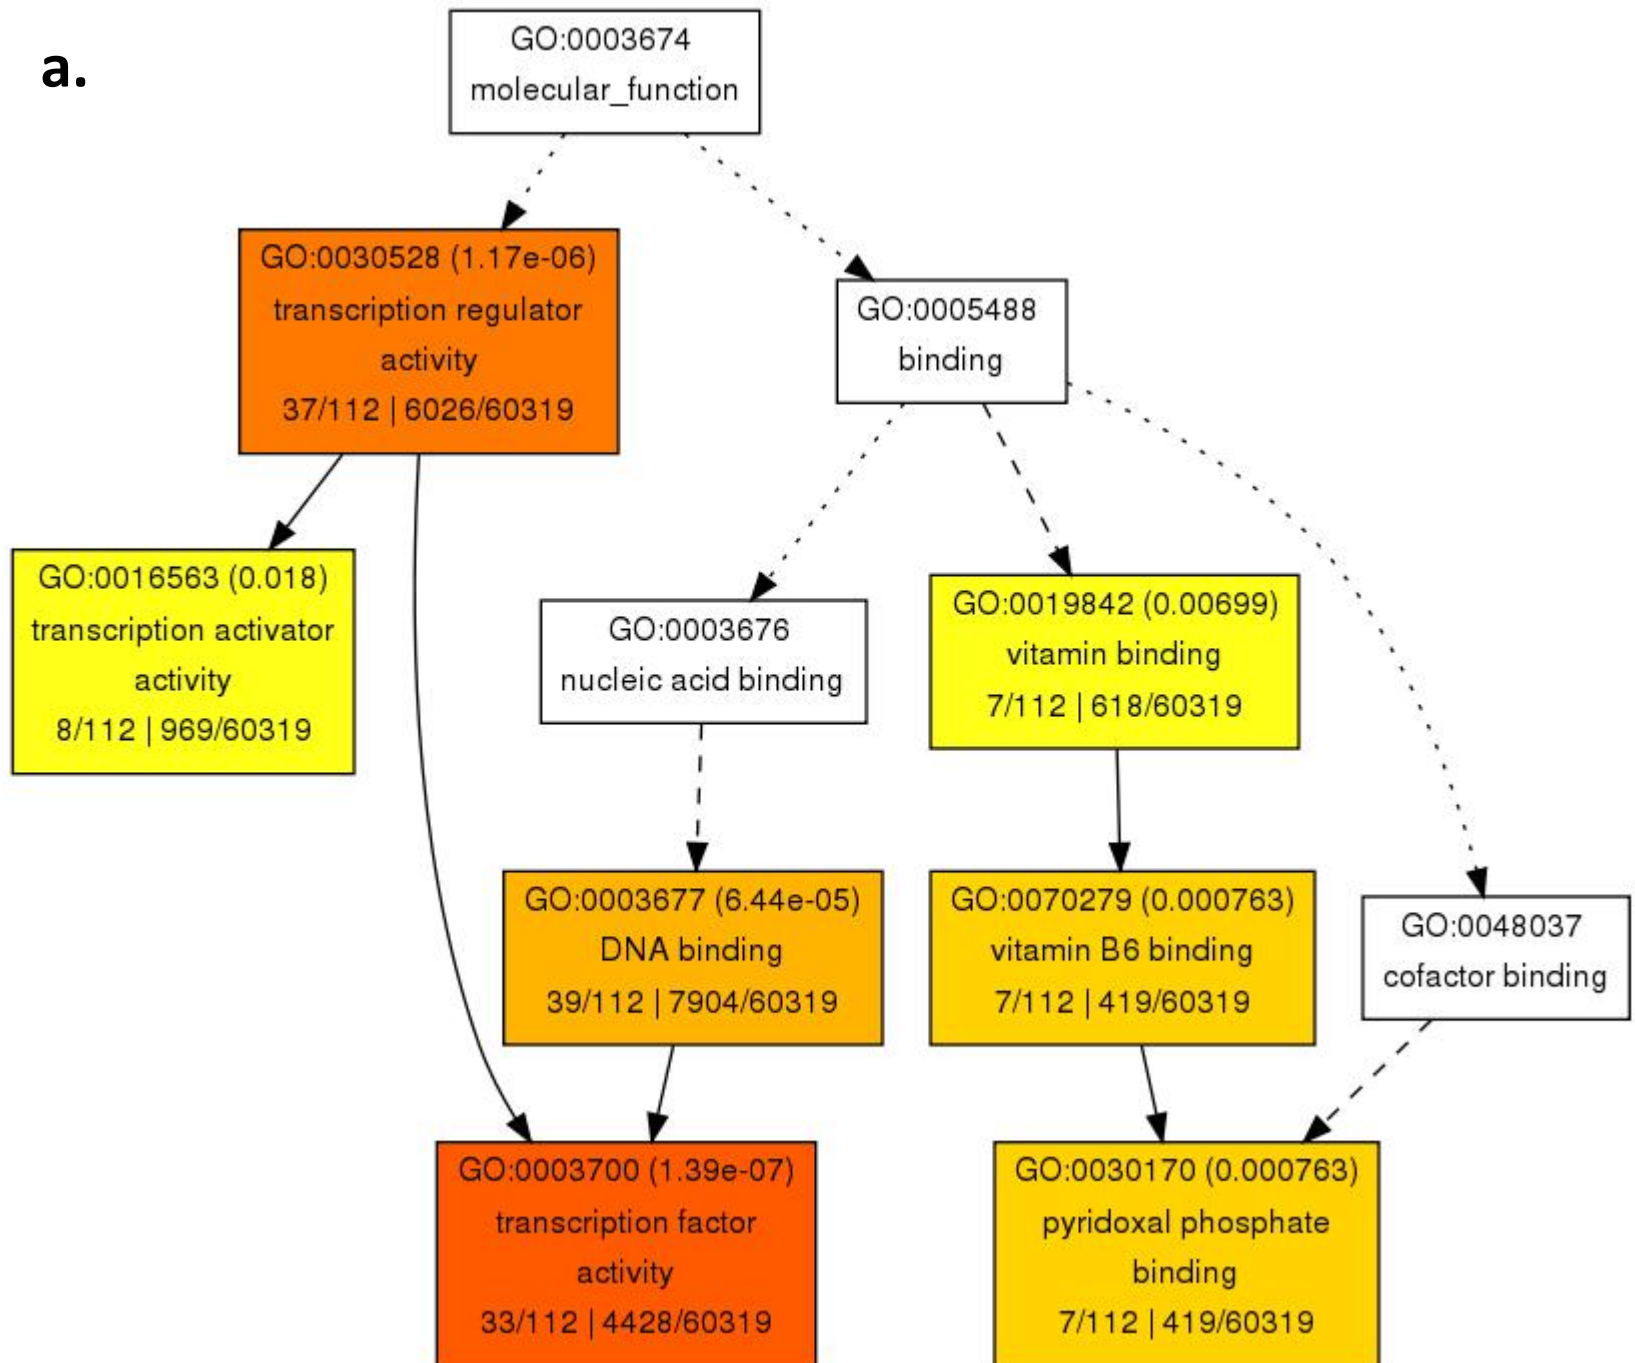 a.
GO:0003674
molecular_function
GO:0030528 (1.17e-06)
transcription regulator
activity
37/112 | 6026/60319
GO:0005488
binding
GO:0016563 (0.018)
transcription activator
activity
8/112 | 969/60319
GO:0003676
nucleic acid binding
GO:0019842 (0.00699)
vitamin binding
7/112 | 618/60319
GO:0003677 (6.44e-05)
DNA binding
39/112 | 7904/60319
GO:0070279 (0.000763)
vitamin B6 binding
7/112 | 419/60319
GO:0048037
cofactor binding
GO:0003700 (1.39e-07)
transcription factor
activity
33/112 | 4428/60319
GO:0030170 (0.000763)
pyridoxal phosphate
binding
7/112 | 419/60319